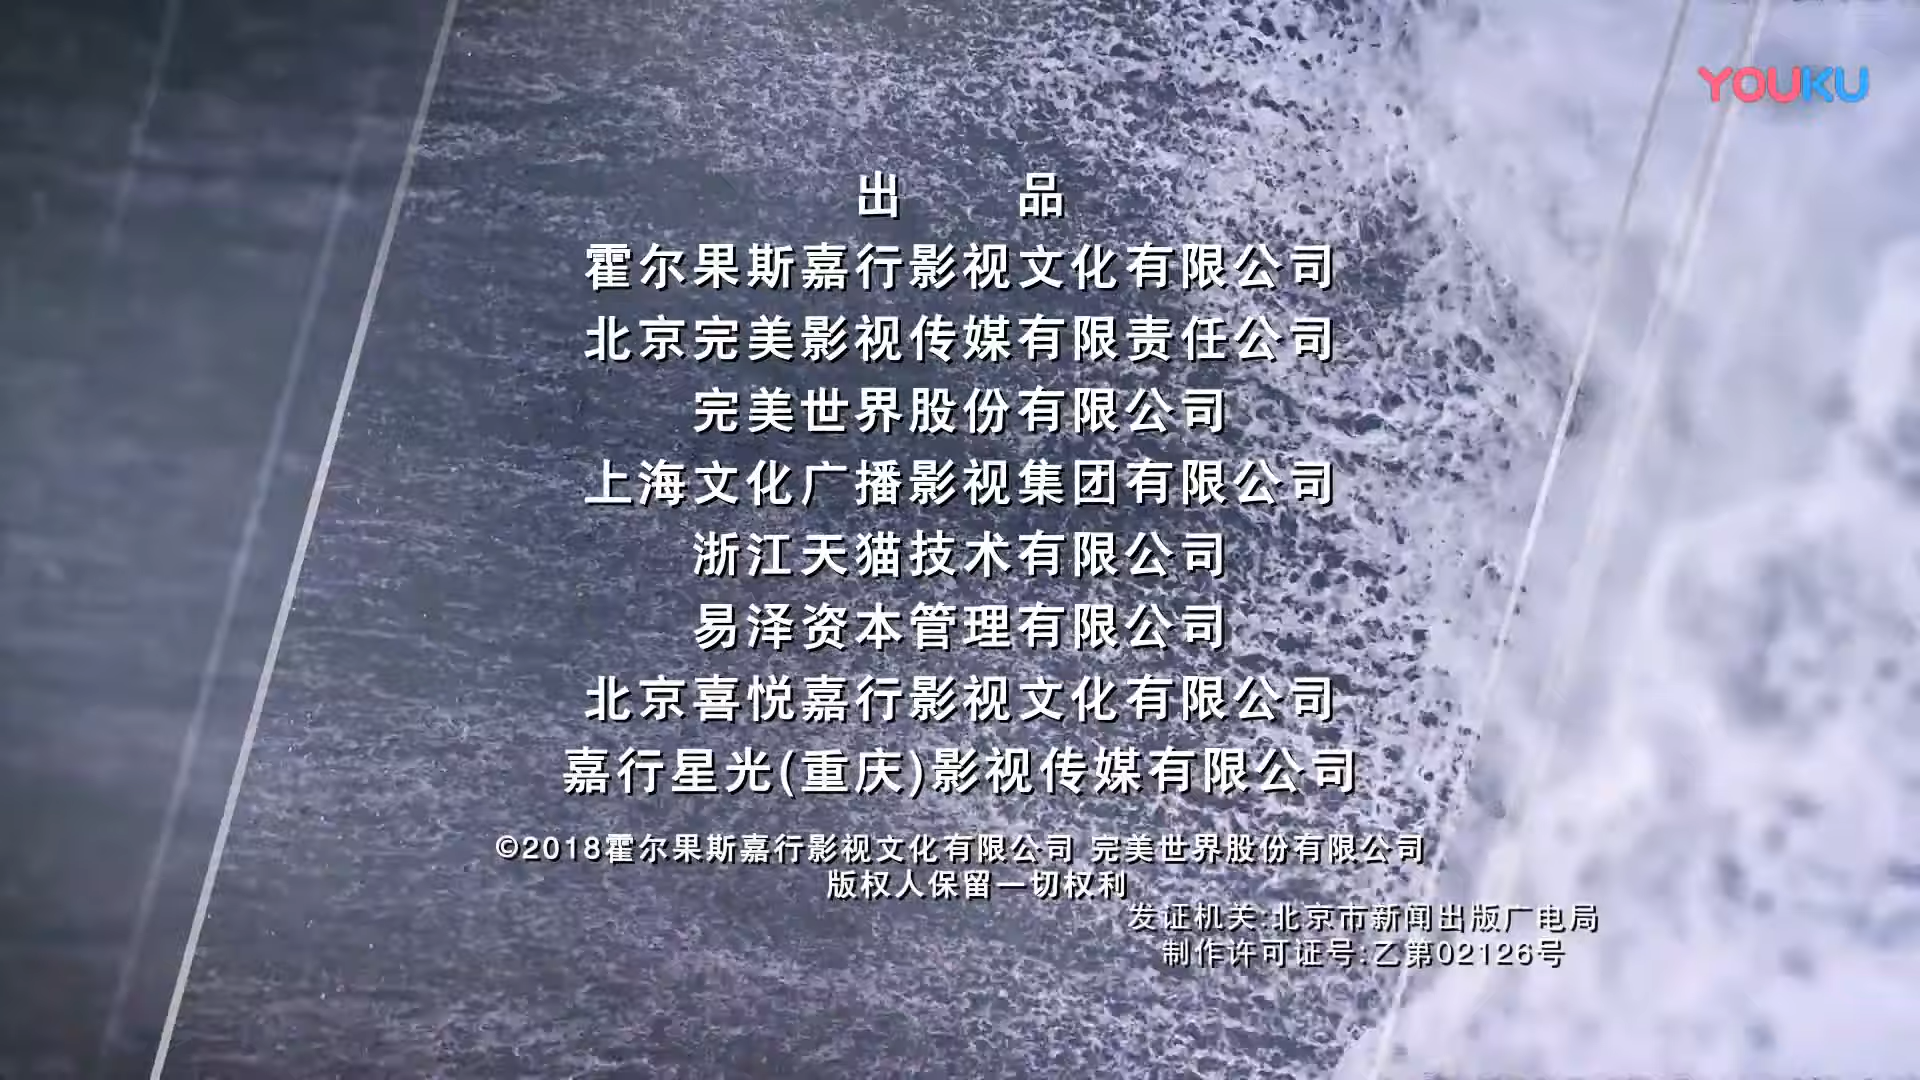 YOUKU
出 品
霍尔果斯嘉行影视文化有限公司
北京完美影视传媒有限责任公司
完美世界股份有限公司
上海文化广播影视集团有限公司
浙江天猫技术有限公司
易泽资本管理有限公司
北京喜悦嘉行影视文化有限公司
嘉行星光(重庆)影视传媒有限公司
©2018霍尔果斯嘉行影视文化有限公司 完美世界股份有限公司
版权人保留一切权利
发证机关:北京市新闻出版广电局
制作许可证号:乙第02126号